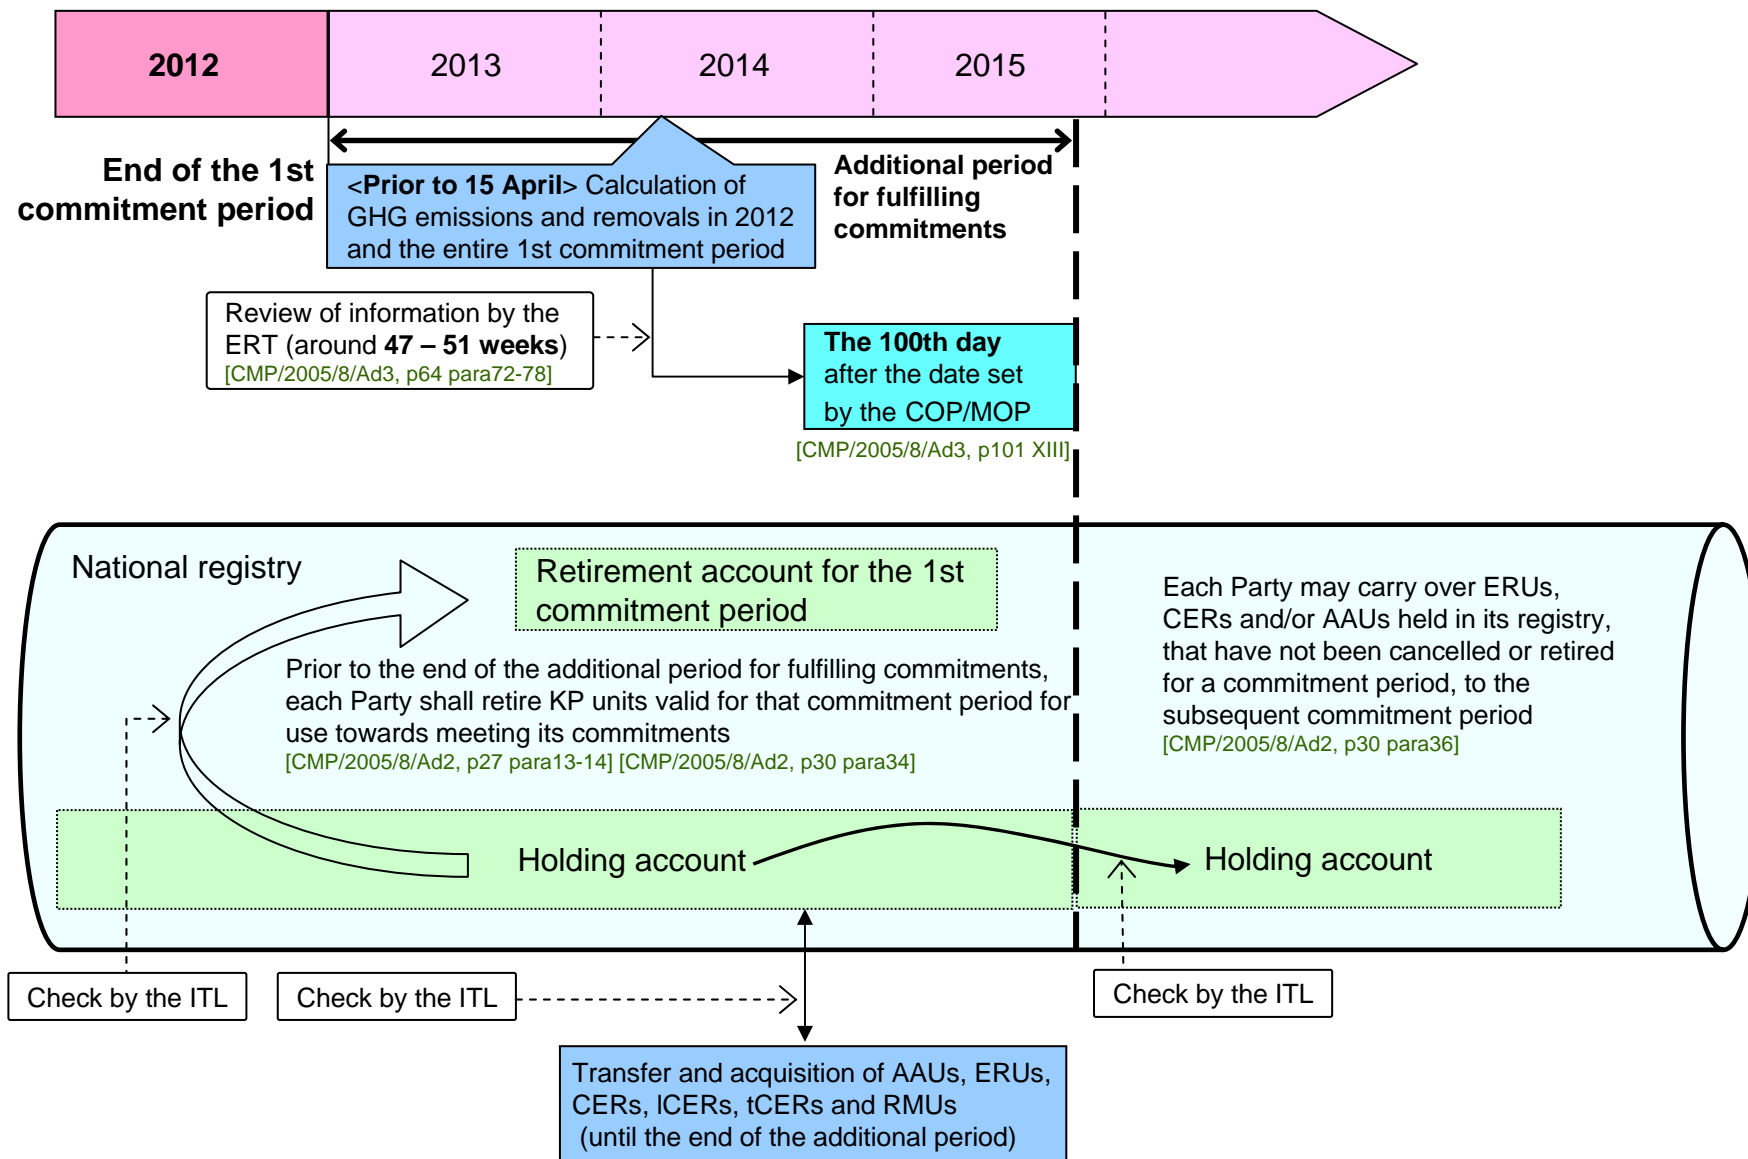 2012
2013
2014
2015
End of the 1st
commitment period
<Prior to 15 April> Calculation of
GHG emissions and removals in 2012
and the entire 1st commitment period
Additional period
for fulfilling
commitments
Review of information by the
ERT (around 47 – 51 weeks)
[CMP/2005/8/Ad3, p64 para72-78]
The 100th day
after the date set
by the COP/MOP
[CMP/2005/8/Ad3, p101 XIII]
National registry
Retirement account for the 1st
commitment period
Prior to the end of the additional period for fulfilling commitments,
each Party shall retire KP units valid for that commitment period for
use towards meeting its commitments
[CMP/2005/8/Ad2, p27 para13-14] [CMP/2005/8/Ad2, p30 para34]
Each Party may carry over ERUs,
CERs and/or AAUs held in its registry,
that have not been cancelled or retired
for a commitment period, to the
subsequent commitment period
[CMP/2005/8/Ad2, p30 para36]
Holding account
Holding account
Check by the ITL
Check by the ITL
Check by the ITL
Transfer and acquisition of AAUs, ERUs,
CERs, lCERs, tCERs and RMUs
(until the end of the additional period)